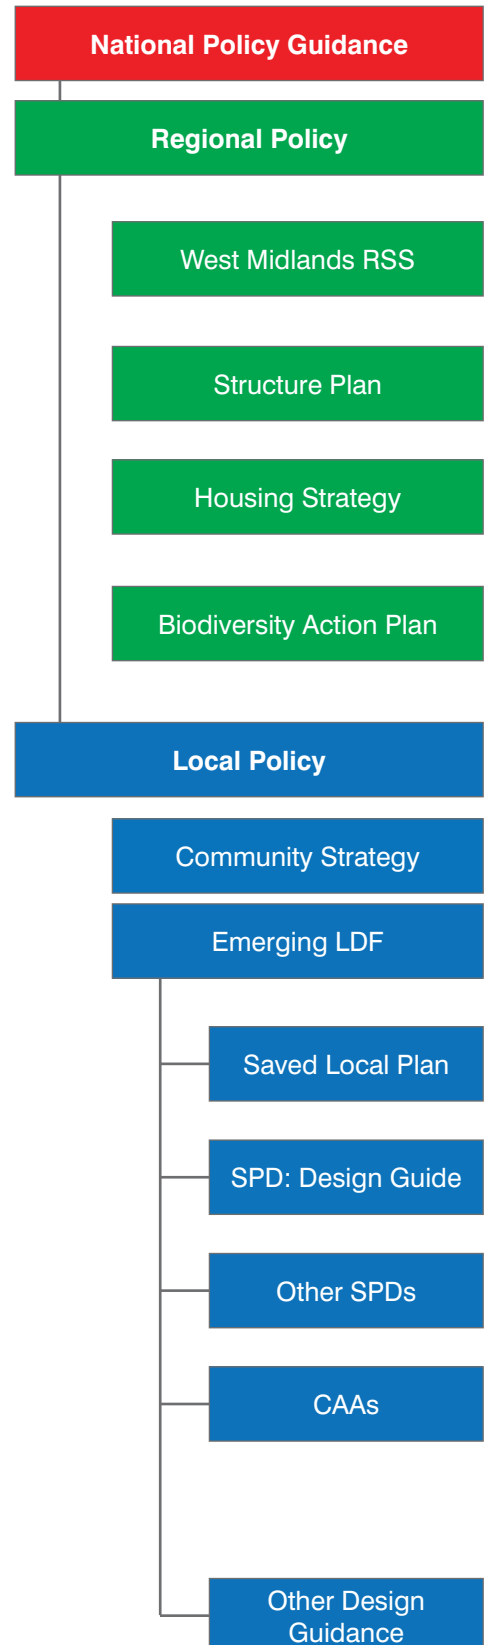 National Policy Guidance
Regional Policy
West Midlands RSS
Structure Plan
Housing Strategy
Biodiversity Action Plan
Local Policy
Community Strategy
Emerging LDF
Saved Local Plan
SPD: Design Guide
Other SPDs
CAAs
Other Design
Guidance